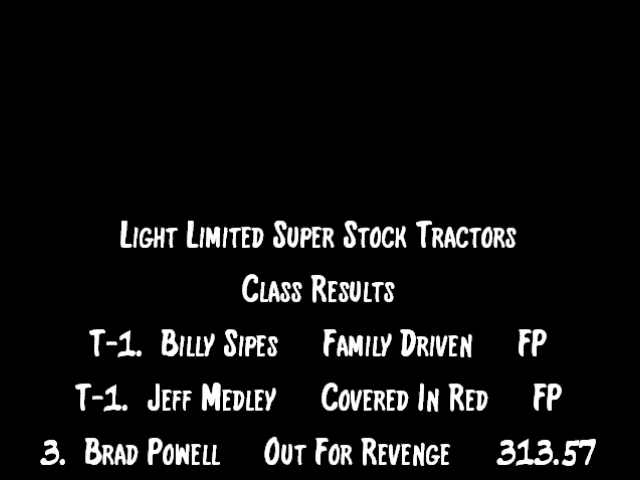 Light Limited Super Stock Tractors
Class Results
T-1. Billy Sipes Family Driven FP
T-1. Jeff Medley Covered In Red FP
3. Brad Powell Out For Revenge 313.57